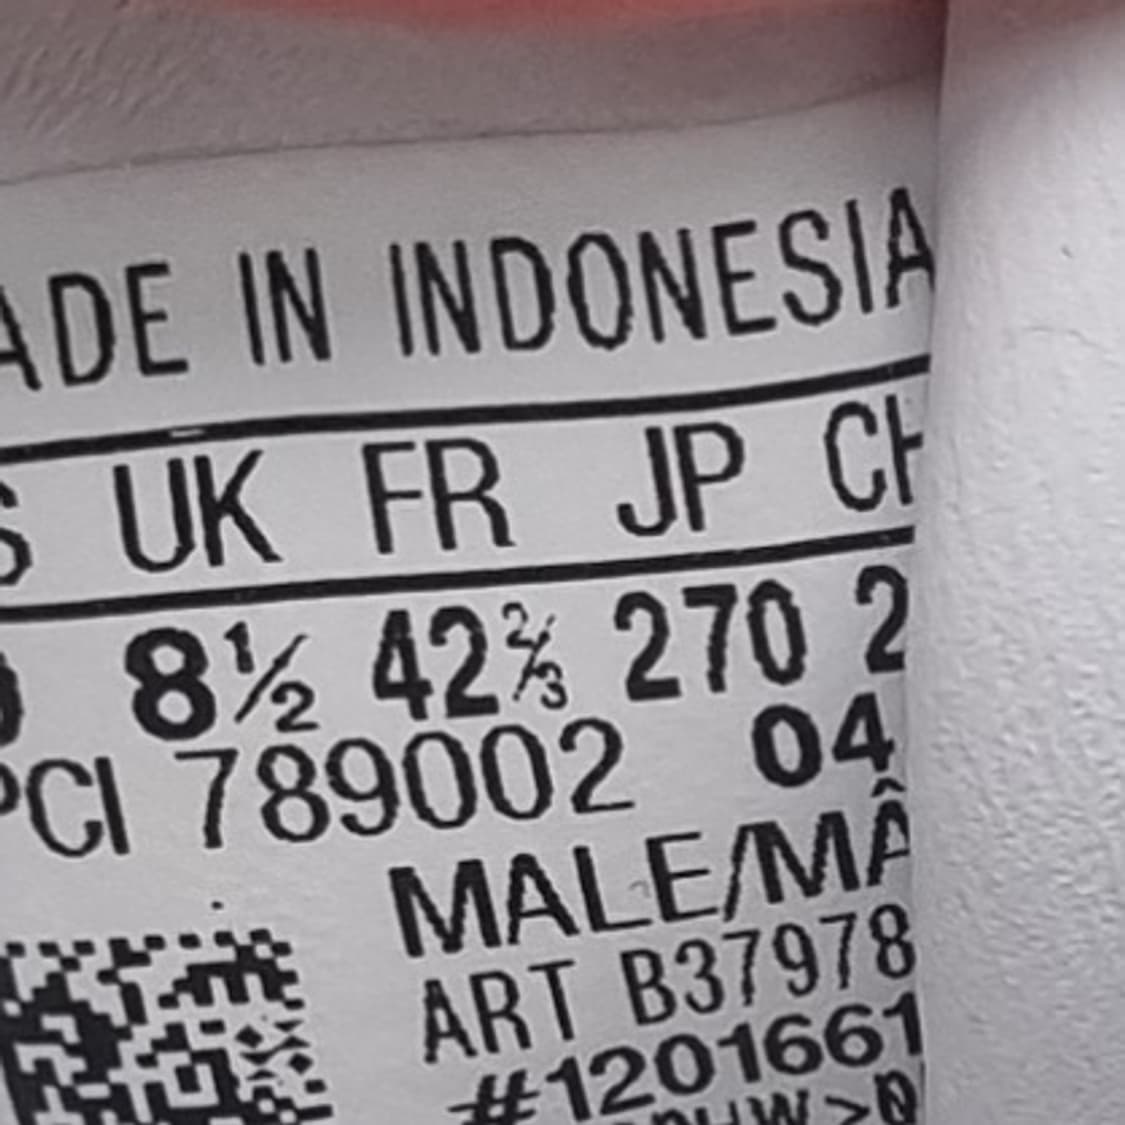 ADE IN INDONESIA
S UK FR JP CH
8½ 42⅔ 270 2
PCI 789002 04
MALE/MÂ
ART B37978
#1201661